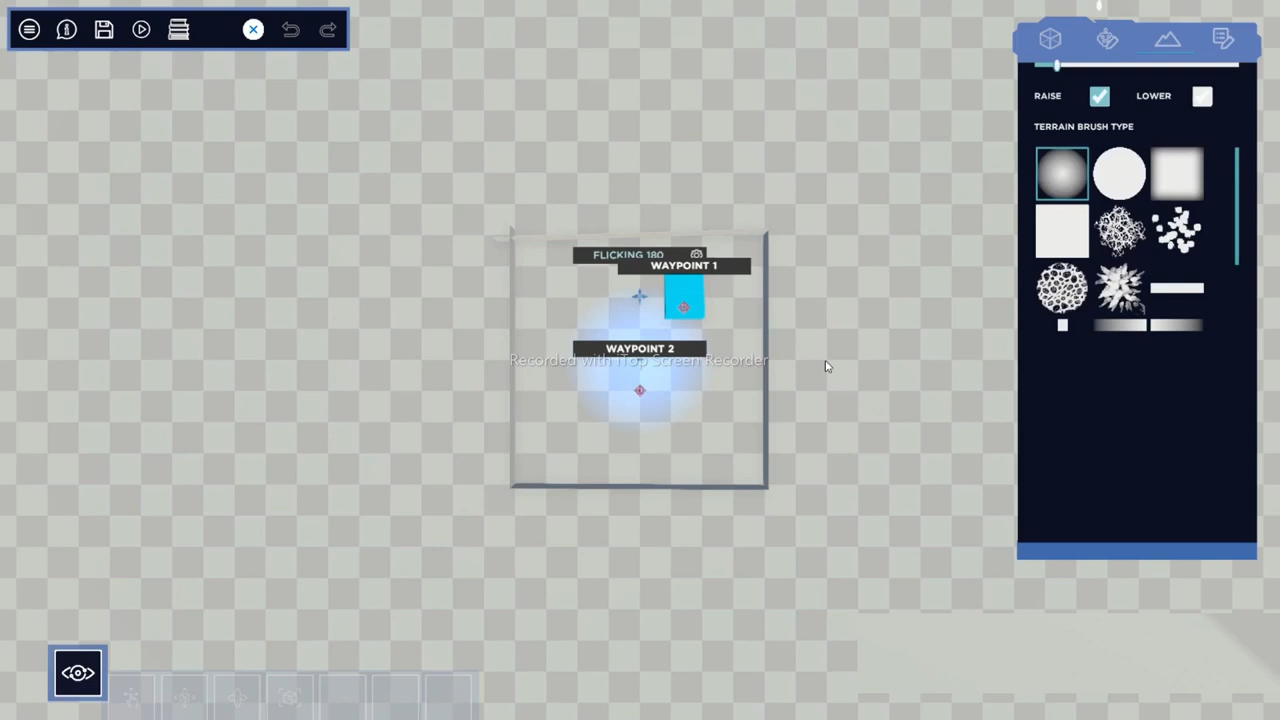 RAISE
LOWER
TERRAIN BRUSH TYPE
FLICKING 180
WAYPOINT 1
WAYPOINT 2
Recorded with iTop Screen Recorder